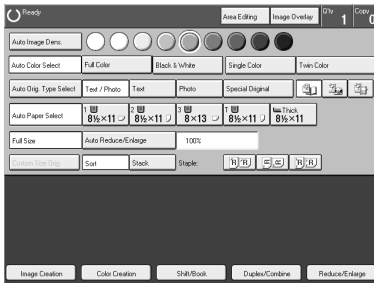 Ready Area Editing Image Overlay Q'ty 1 Copy 0
Auto Image Dens.
Auto Color Select Full Color Black & White Single Color Twin Color
Auto Orig. Type Select Text / Photo Text Photo Special Original
Auto Paper Select 1 8½×11 2 8½×11 3 8×13 T 8½×11 Thick 8½×11
Full Size Auto Reduce/Enlarge 100%
Custom Size Orig. Sort Stack Staple:
Image Creation Color Creation Shift/Book Duplex/Combine Reduce/Enlarge